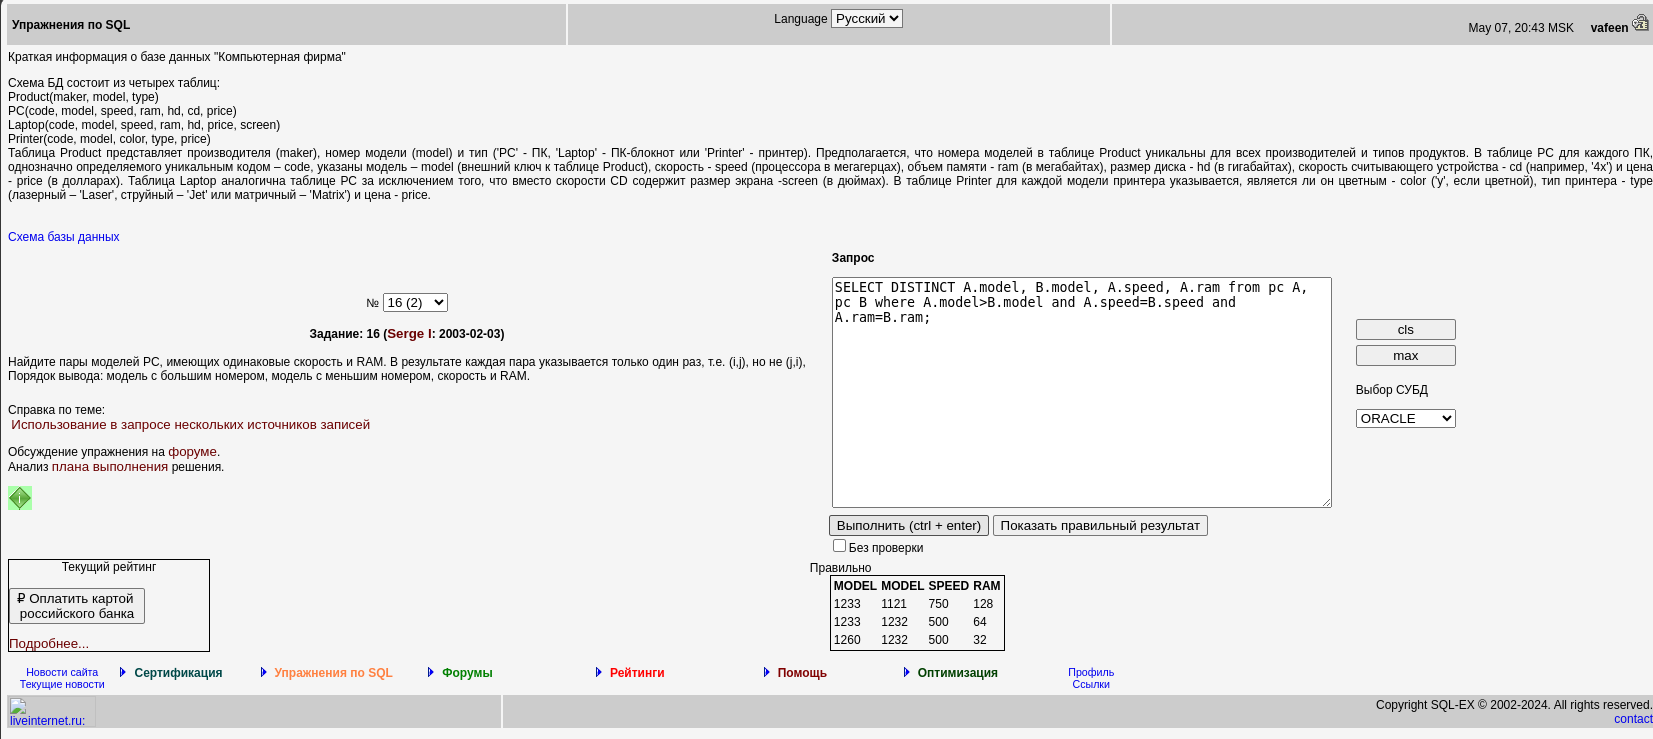 Упражнения по SQL
Language Русский
May 07, 20:43 MSK vafeen
Краткая информация о базе данных "Компьютерная фирма"
Схема БД состоит из четырех таблиц:
Product(maker, model, type)
PC(code, model, speed, ram, hd, cd, price)
Laptop(code, model, speed, ram, hd, price, screen)
Printer(code, model, color, type, price)
Таблица Product представляет производителя (maker), номер модели (model) и тип ('PC' - ПК, 'Laptop' - ПК-блокнот или 'Printer' - принтер). Предполагается, что номера моделей в таблице Product уникальны для всех производителей и типов продуктов. В таблице PC для каждого ПК,
однозначно определяемого уникальным кодом – code, указаны модель – model (внешний ключ к таблице Product), скорость - speed (процессора в мегагерцах), объем памяти - ram (в мегабайтах), размер диска - hd (в гигабайтах), скорость считывающего устройства - cd (например, '4x') и цена
- price (в долларах). Таблица Laptop аналогична таблице РС за исключением того, что вместо скорости CD содержит размер экрана -screen (в дюймах). В таблице Printer для каждой модели принтера указывается, является ли он цветным - color ('y', если цветной), тип принтера - type
(лазерный – 'Laser', струйный – 'Jet' или матричный – 'Matrix') и цена - price.
Схема базы данных
№ 16 (2)
Задание: 16 (Serge I: 2003-02-03)
Найдите пары моделей PC, имеющих одинаковые скорость и RAM. В результате каждая пара указывается только один раз, т.е. (i,j), но не (j,i),
Порядок вывода: модель с большим номером, модель с меньшим номером, скорость и RAM.
Справка по теме:
Использование в запросе нескольких источников записей
Обсуждение упражнения на форуме.
Анализ плана выполнения решения.
Запрос
SELECT DISTINCT A.model, B.model, A.speed, A.ram from pc A,
pc B where A.model>B.model and A.speed=B.speed and
A.ram=B.ram;
cls
max
Выбор СУБД
ORACLE
Выполнить (ctrl + enter) Показать правильный результат
Без проверки
Текущий рейтинг
₽ Оплатить картой
российского банка
Подробнее...
Правильно
MODEL MODEL SPEED RAM
1233 1121 750 128
1233 1232 500 64
1260 1232 500 32
Новости сайта
Текущие новости
Сертификация Упражнения по SQL Форумы Рейтинги Помощь Оптимизация
Профиль
Ссылки
liveinternet.ru:
Copyright SQL-EX © 2002-2024. All rights reserved.
contact